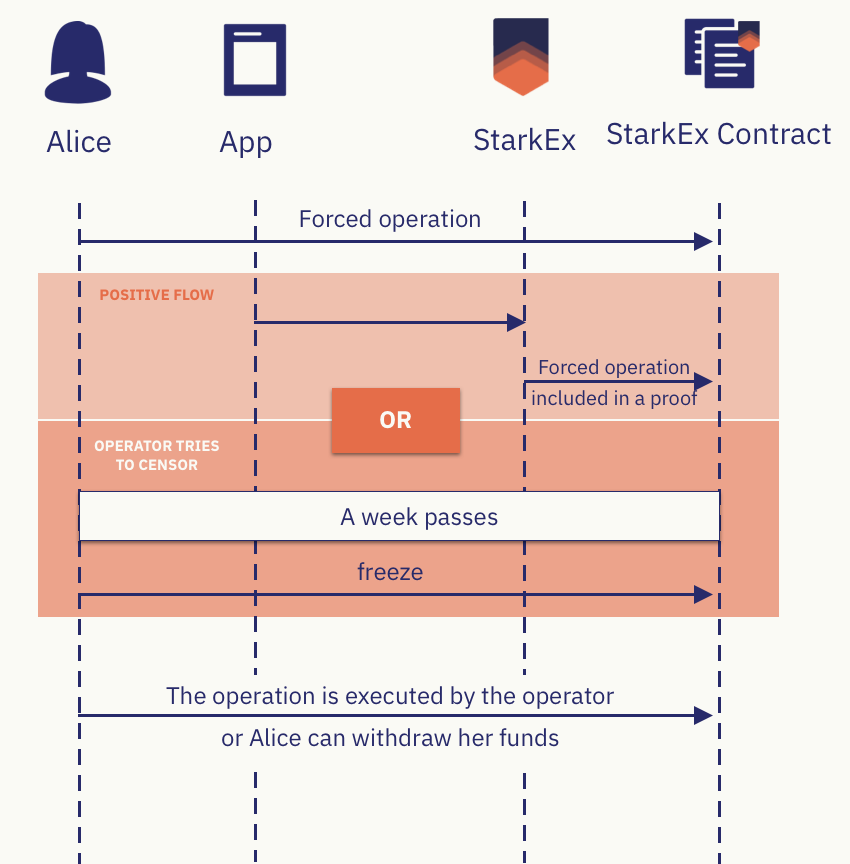 Alice
App
StarkEx
StarkEx Contract
Forced operation
POSITIVE FLOW
Forced operation
included in a proof
OR
OPERATOR TRIES
TO CENSOR
A week passes
freeze
The operation is executed by the operator
or Alice can withdraw her funds